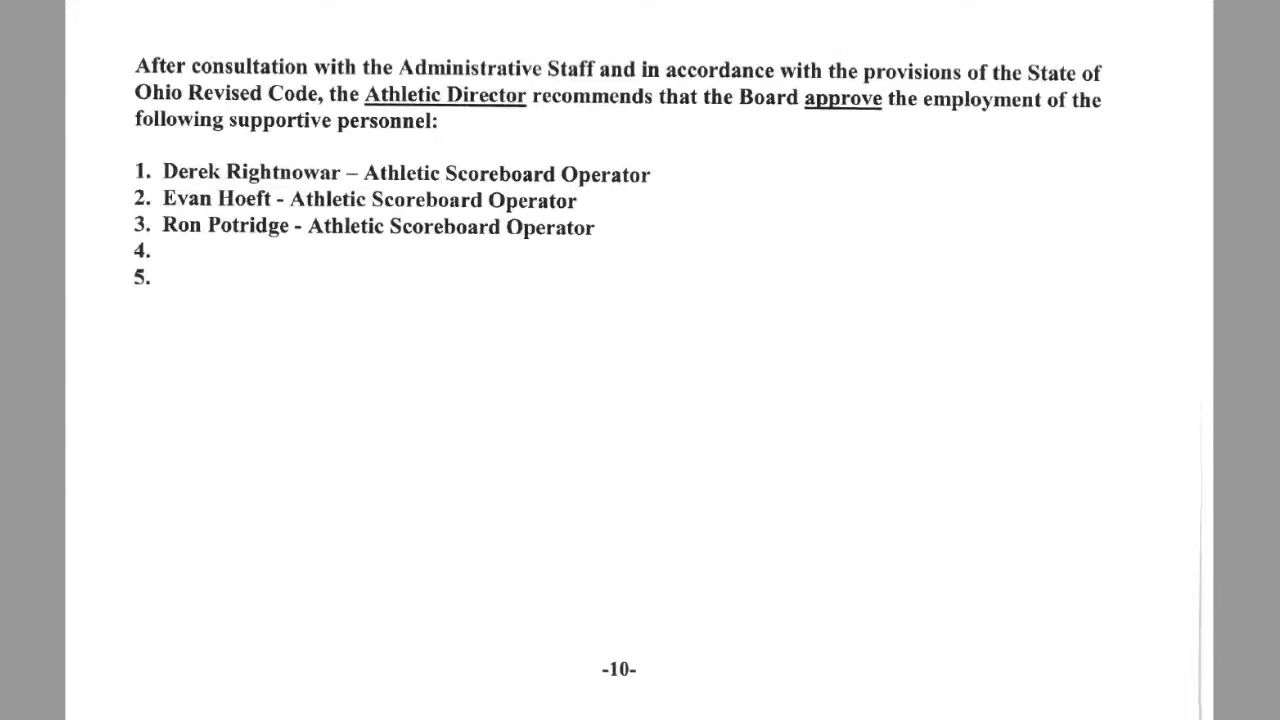 After consultation with the Administrative Staff and in accordance with the provisions of the State of
Ohio Revised Code, the Athletic Director recommends that the Board approve the employment of the
following supportive personnel:
1. Derek Rightnowar – Athletic Scoreboard Operator
2. Evan Hoeft - Athletic Scoreboard Operator
3. Ron Potridge - Athletic Scoreboard Operator
4.
5.
-10-